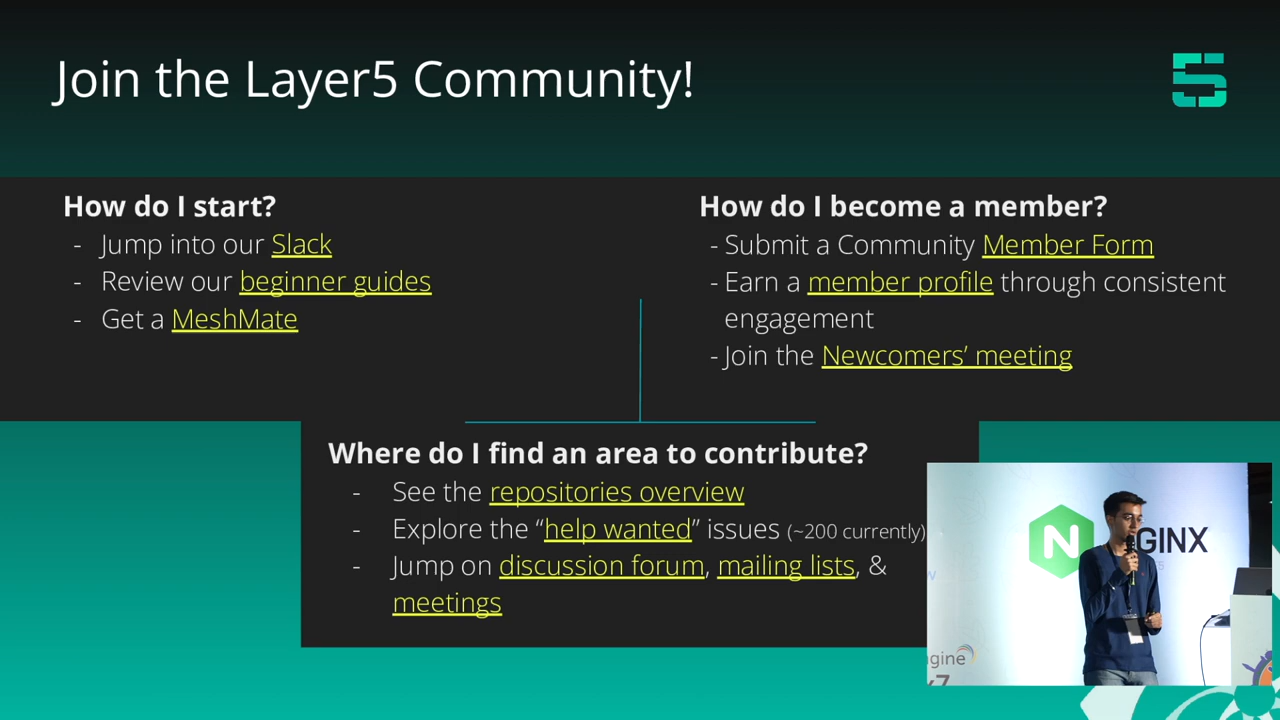 Join the Layer5 Community!
How do I start?
- Jump into our Slack
- Review our beginner guides
- Get a MeshMate
How do I become a member?
- Submit a Community Member Form
- Earn a member profile through consistent
engagement
- Join the Newcomers’ meeting
Where do I find an area to contribute?
- See the repositories overview
- Explore the “help wanted” issues (~200 currently)
- Jump on discussion forum, mailing lists, &
meetings
N GINX
gine